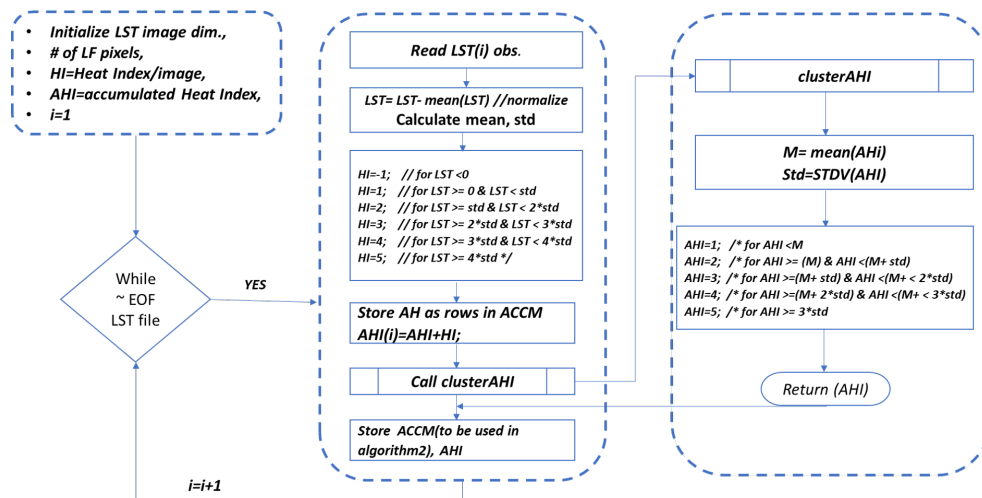 • Initialize LST image dim.,
• # of LF pixels,
• HI=Heat Index/image,
• AHI=accumulated Heat Index,
• i=1
While
~ EOF
LST file
YES
i=i+1
Read LST(i) obs.
LST= LST- mean(LST) //normalize
Calculate mean, std
HI=-1; // for LST <0
HI=1; // for LST >= 0 & LST < std
HI=2; // for LST >= std & LST < 2*std
HI=3; // for LST >= 2*std & LST < 3*std
HI=4; // for LST >= 3*std & LST < 4*std
HI=5; // for LST >= 4*std */
Store AH as rows in ACCM
AHI(i)=AHI+HI;
Call clusterAHI
Store ACCM(to be used in
algorithm2), AHI
clusterAHI
M= mean(AHi)
Std=STDV(AHI)
AHI=1; /* for AHI <M
AHI=2; /* for AHI >= (M) & AHI <(M+ std)
AHI=3; /* for AHI >=(M+ std) & AHI <(M+ < 2*std)
AHI=4; /* for AHI >=(M+ 2*std) & AHI <(M+ < 3*std)
AHI=5; /* for AHI >= 3*std
Return (AHI)